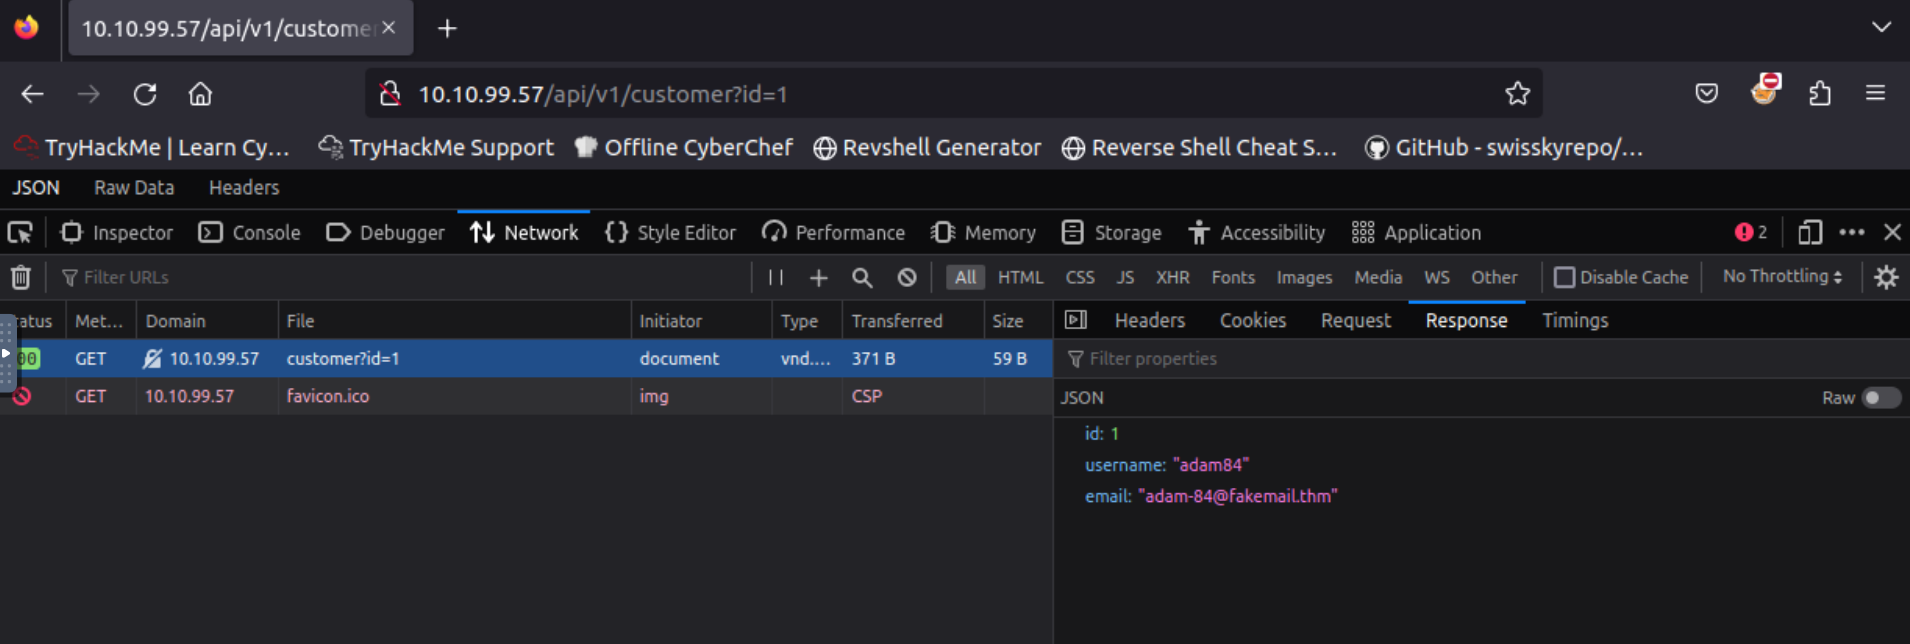 10.10.99.57/api/v1/custome
10.10.99.57/api/v1/customer?id=1
TryHackMe | Learn Cy... TryHackMe Support Offline CyberChef Revshell Generator Reverse Shell Cheat S... GitHub - swisskyrepo/...
JSON Raw Data Headers
Inspector Console Debugger Network Style Editor Performance Memory Storage Accessibility Application 2
Filter URLs All HTML CSS JS XHR Fonts Images Media WS Other Disable Cache No Throttling
atus Met... Domain File Initiator Type Transferred Size Headers Cookies Request Response Timings
00 GET 10.10.99.57 customer?id=1 document vnd.... 371 B 59 B Filter properties
GET 10.10.99.57 favicon.ico img CSP JSON Raw
id: 1
username: "adam84"
email: "adam-84@fakemail.thm"